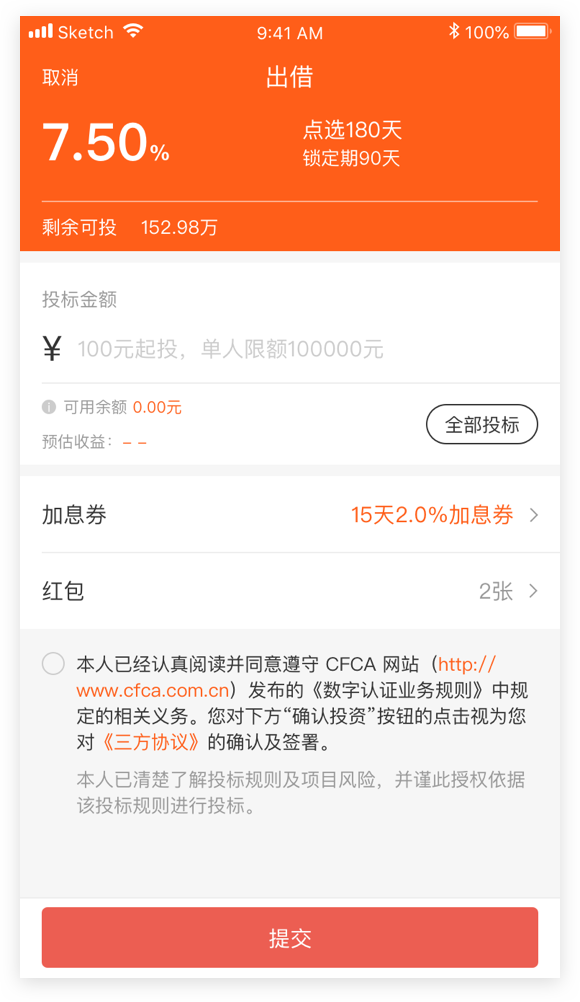 Sketch 9:41 AM 100%
取消 出借
7.50% 点选180天
锁定期90天
剩余可投 152.98万
投标金额
¥ 100元起投，单人限额100000元
可用余额 0.00元
预估收益：– –
全部投标
加息券 15天2.0%加息券
红包 2张
本人已经认真阅读并同意遵守 CFCA 网站（http://
www.cfca.com.cn）发布的《数字认证业务规则》中规
定的相关义务。您对下方“确认投资”按钮的点击视为您
对《三方协议》的确认及签署。
本人已清楚了解投标规则及项目风险，并谨此授权依据
该投标规则进行投标。
提交